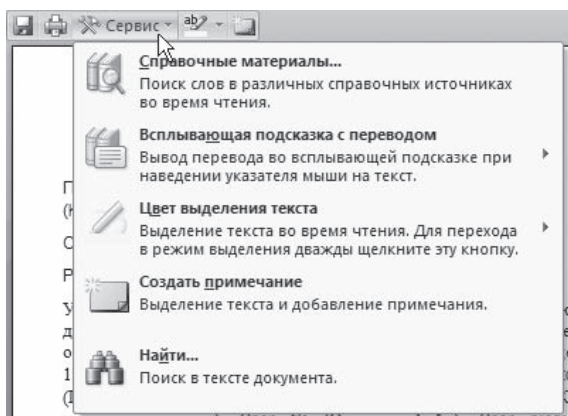 Сервис
ab
Справочные материалы...
Поиск слов в различных справочных источниках
во время чтения.
Всплывающая подсказка с переводом
Вывод перевода во всплывающей подсказке при
наведении указателя мыши на текст.
Цвет выделения текста
Выделение текста во время чтения. Для перехода
в режим выделения дважды щелкните эту кнопку.
Создать примечание
Выделение текста и добавление примечания.
Найти...
Поиск в тексте документа.